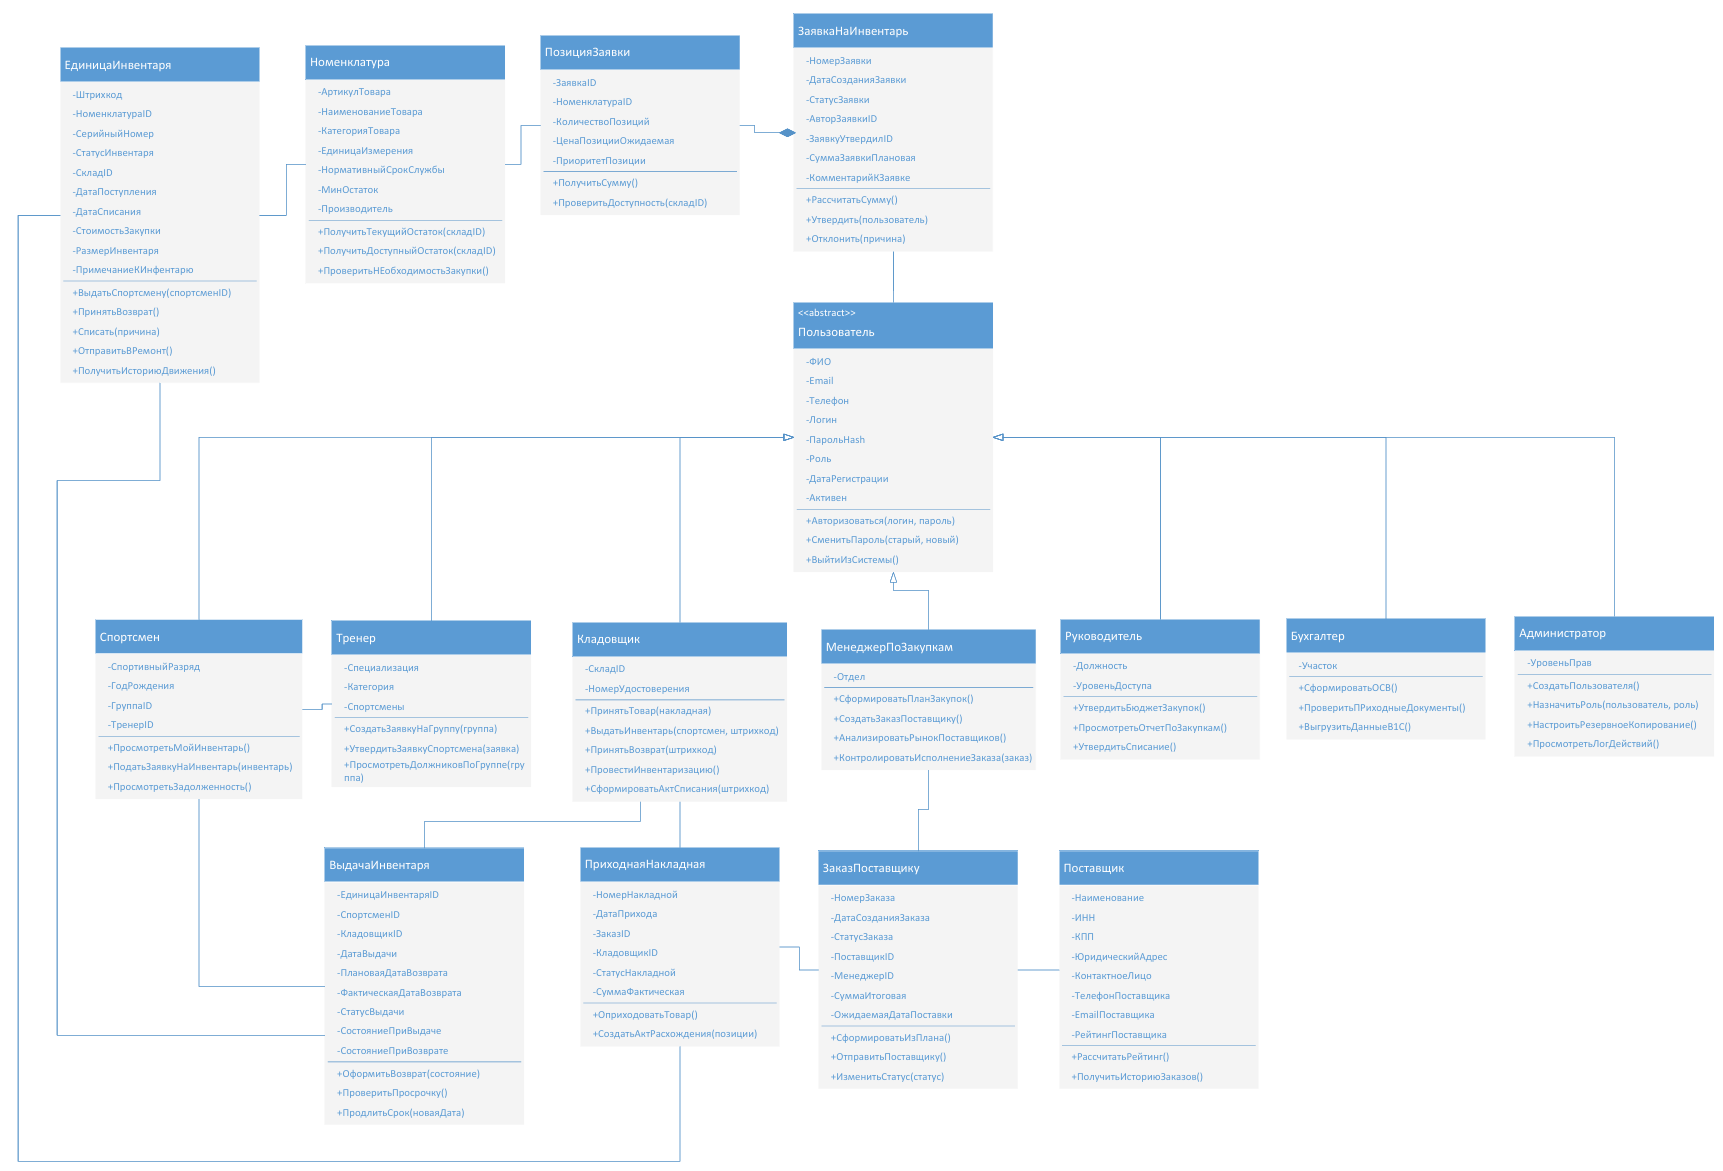 ЕдиницаИнвентаря
-Штрихкод
-НоменклатураID
-СерийныйНомер
-СтатусИнвентаря
-СкладID
-ДатаПоступления
-ДатаСписания
-СтоимостьЗакупки
-РазмерИнвентаря
-ПримечаниеКИнфентарю
+ВыдатьСпортсмену(спортсменID)
+ПринятьВозврат()
+Списать(причина)
+ОтправитьВРемонт()
+ПолучитьИсториюДвижения()
Номенклатура
-АртикулТовара
-НаименованиеТовара
-КатегорияТовара
-ЕдиницаИзмерения
-НормативныйСрокСлужбы
-МинОстаток
-Производитель
+ПолучитьТекущийОстаток(складID)
+ПолучитьДоступныйОстаток(складID)
+ПроверитьНЕобходимостьЗакупки()
ПозицияЗаявки
-ЗаявкаID
-НоменклатураID
-КоличествоПозиций
-ЦенаПозицииОжидаемая
-ПриоритетПозиции
+ПолучитьСумму()
+ПроверитьДоступность(складID)
ЗаявкаНаИнвентарь
-НомерЗаявки
-ДатаСозданияЗаявки
-СтатусЗаявки
-АвторЗаявкиID
-ЗаявкуУтвердилID
-СуммаЗаявкиПлановая
-КомментарийКЗаявке
+РассчитатьСумму()
+Утвердить(пользователь)
+Отклонить(причина)
<<abstract>>
Пользователь
-ФИО
-Email
-Телефон
-Логин
-ПарольHash
-Роль
-ДатаРегистрации
-Активен
+Авторизоваться(логин, пароль)
+СменитьПароль(старый, новый)
+ВыйтиИзСистемы()
Спортсмен
-СпортивныйРазряд
-ГодРождения
-ГруппаID
-ТренерID
+ПросмотретьМойИнвентарь()
+ПодатьЗаявкуНаИнвентарь(инвентарь)
+ПросмотретьЗадолженность()
Тренер
-Специализация
-Категория
-Спортсмены
+СоздатьЗаявкуНаГруппу(группа)
+УтвердитьЗаявкуСпортсмена(заявка)
+ПросмотретьДолжниковПоГруппе(гру
ппа)
Кладовщик
-СкладID
-НомерУдостоверения
+ПринятьТовар(накладная)
+ВыдатьИнвентарь(спортсмен, штрихкод)
+ПринятьВозврат(штрихкод)
+ПровестиИнвентаризацию()
+СформироватьАктСписания(штрихкод)
МенеджерПоЗакупкам
-Отдел
+СформироватьПланЗакупок()
+СоздатьЗаказПоставщику()
+АнализироватьРынокПоставщиков()
+КонтролироватьИсполнениеЗаказа(заказ)
Руководитель
-Должность
-УровеньДоступа
+УтвердитьБюджетЗакупок()
+ПросмотретьОтчетПоЗакупкам()
+УтвердитьСписание()
Бухгалтер
-Участок
+СформироватьОСВ()
+ПроверитьПРиходныеДокументы()
+ВыгрузитьДанныеВ1С()
Администратор
-УровеньПрав
+СоздатьПользователя()
+НазначитьРоль(пользователь, роль)
+НастроитьРезервноеКопирование()
+ПросмотретьЛогДействий()
ВыдачаИнвентаря
-ЕдиницаИнвентаряID
-СпортсменID
-КладовщикID
-ДатаВыдачи
-ПлановаяДатаВозврата
-ФактическаяДатаВозврата
-СтатусВыдачи
-СостояниеПриВыдаче
-СостояниеПриВозврате
+ОформитьВозврат(состояние)
+ПроверитьПросрочку()
+ПродлитьСрок(новаяДата)
ПриходнаяНакладная
-НомерНакладной
-ДатаПрихода
-ЗаказID
-КладовщикID
-СтатусНакладной
-СуммаФактическая
+ОприходоватьТовар()
+СоздатьАктРасхождения(позиции)
ЗаказПоставщику
-НомерЗаказа
-ДатаСозданияЗаказа
-СтатусЗаказа
-ПоставщикID
-МенеджерID
-СуммаИтоговая
-ОжидаемаяДатаПоставки
+СформироватьИзПлана()
+ОтправитьПоставщику()
+ИзменитьСтатус(статус)
Поставщик
-Наименование
-ИНН
-КПП
-ЮридическийАдрес
-КонтактноеЛицо
-ТелефонПоставщика
-EmailПоставщика
-РейтингПоставщика
+РассчитатьРейтинг()
+ПолучитьИсториюЗаказов()